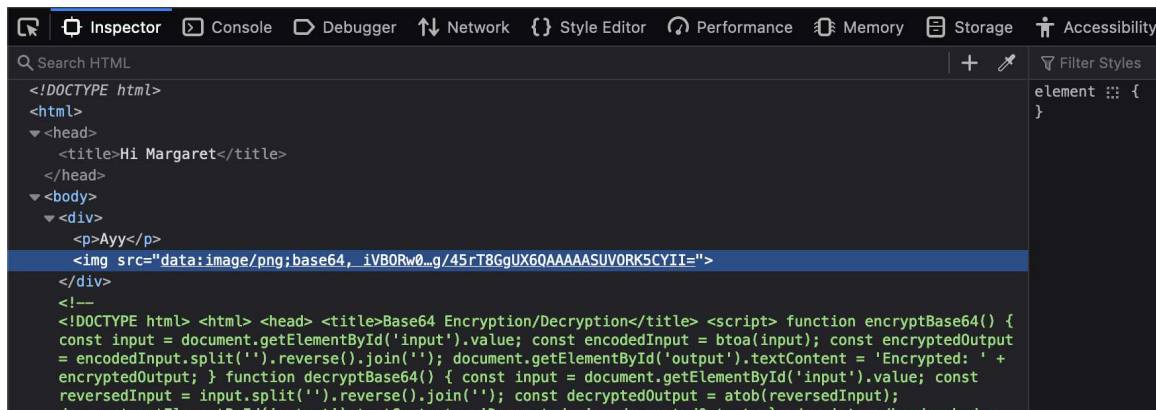 Inspector Console Debugger Network Style Editor Performance Memory Storage Accessibility
Search HTML
Filter Styles
<!DOCTYPE html>
<html>
<head>
<title>Hi Margaret</title>
</head>
<body>
<div>
<p>Ayy</p>
<img src="data:image/png;base64, iVBORw0…g/45rT8GgUX6QAAAAASUVORK5CYII=">
</div>
<!--
<!DOCTYPE html> <html> <head> <title>Base64 Encryption/Decryption</title> <script> function encryptBase64() {
const input = document.getElementById('input').value; const encodedInput = btoa(input); const encryptedOutput
= encodedInput.split('').reverse().join(''); document.getElementById('output').textContent = 'Encrypted: ' +
encryptedOutput; } function decryptBase64() { const input = document.getElementById('input').value; const
reversedInput = input.split('').reverse().join(''); const decryptedOutput = atob(reversedInput);
element {
}